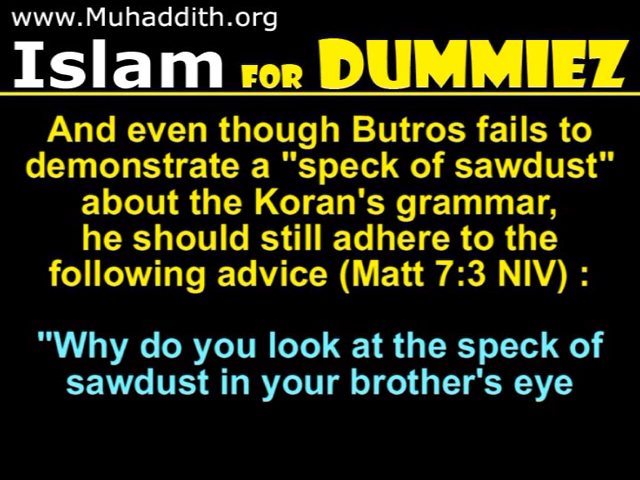 www.Muhaddith.org
Islam FOR DUMMIEZ
And even though Butros fails to
demonstrate a "speck of sawdust"
about the Koran's grammar,
he should still adhere to the
following advice (Matt 7:3 NIV) :
"Why do you look at the speck of
sawdust in your brother's eye